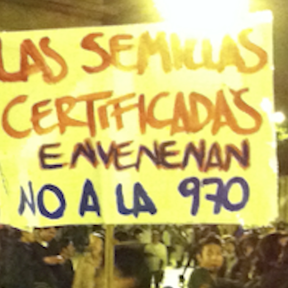 LAS SEMILLAS
CERTIFICADAS
ENVENENAN
NO A LA 970